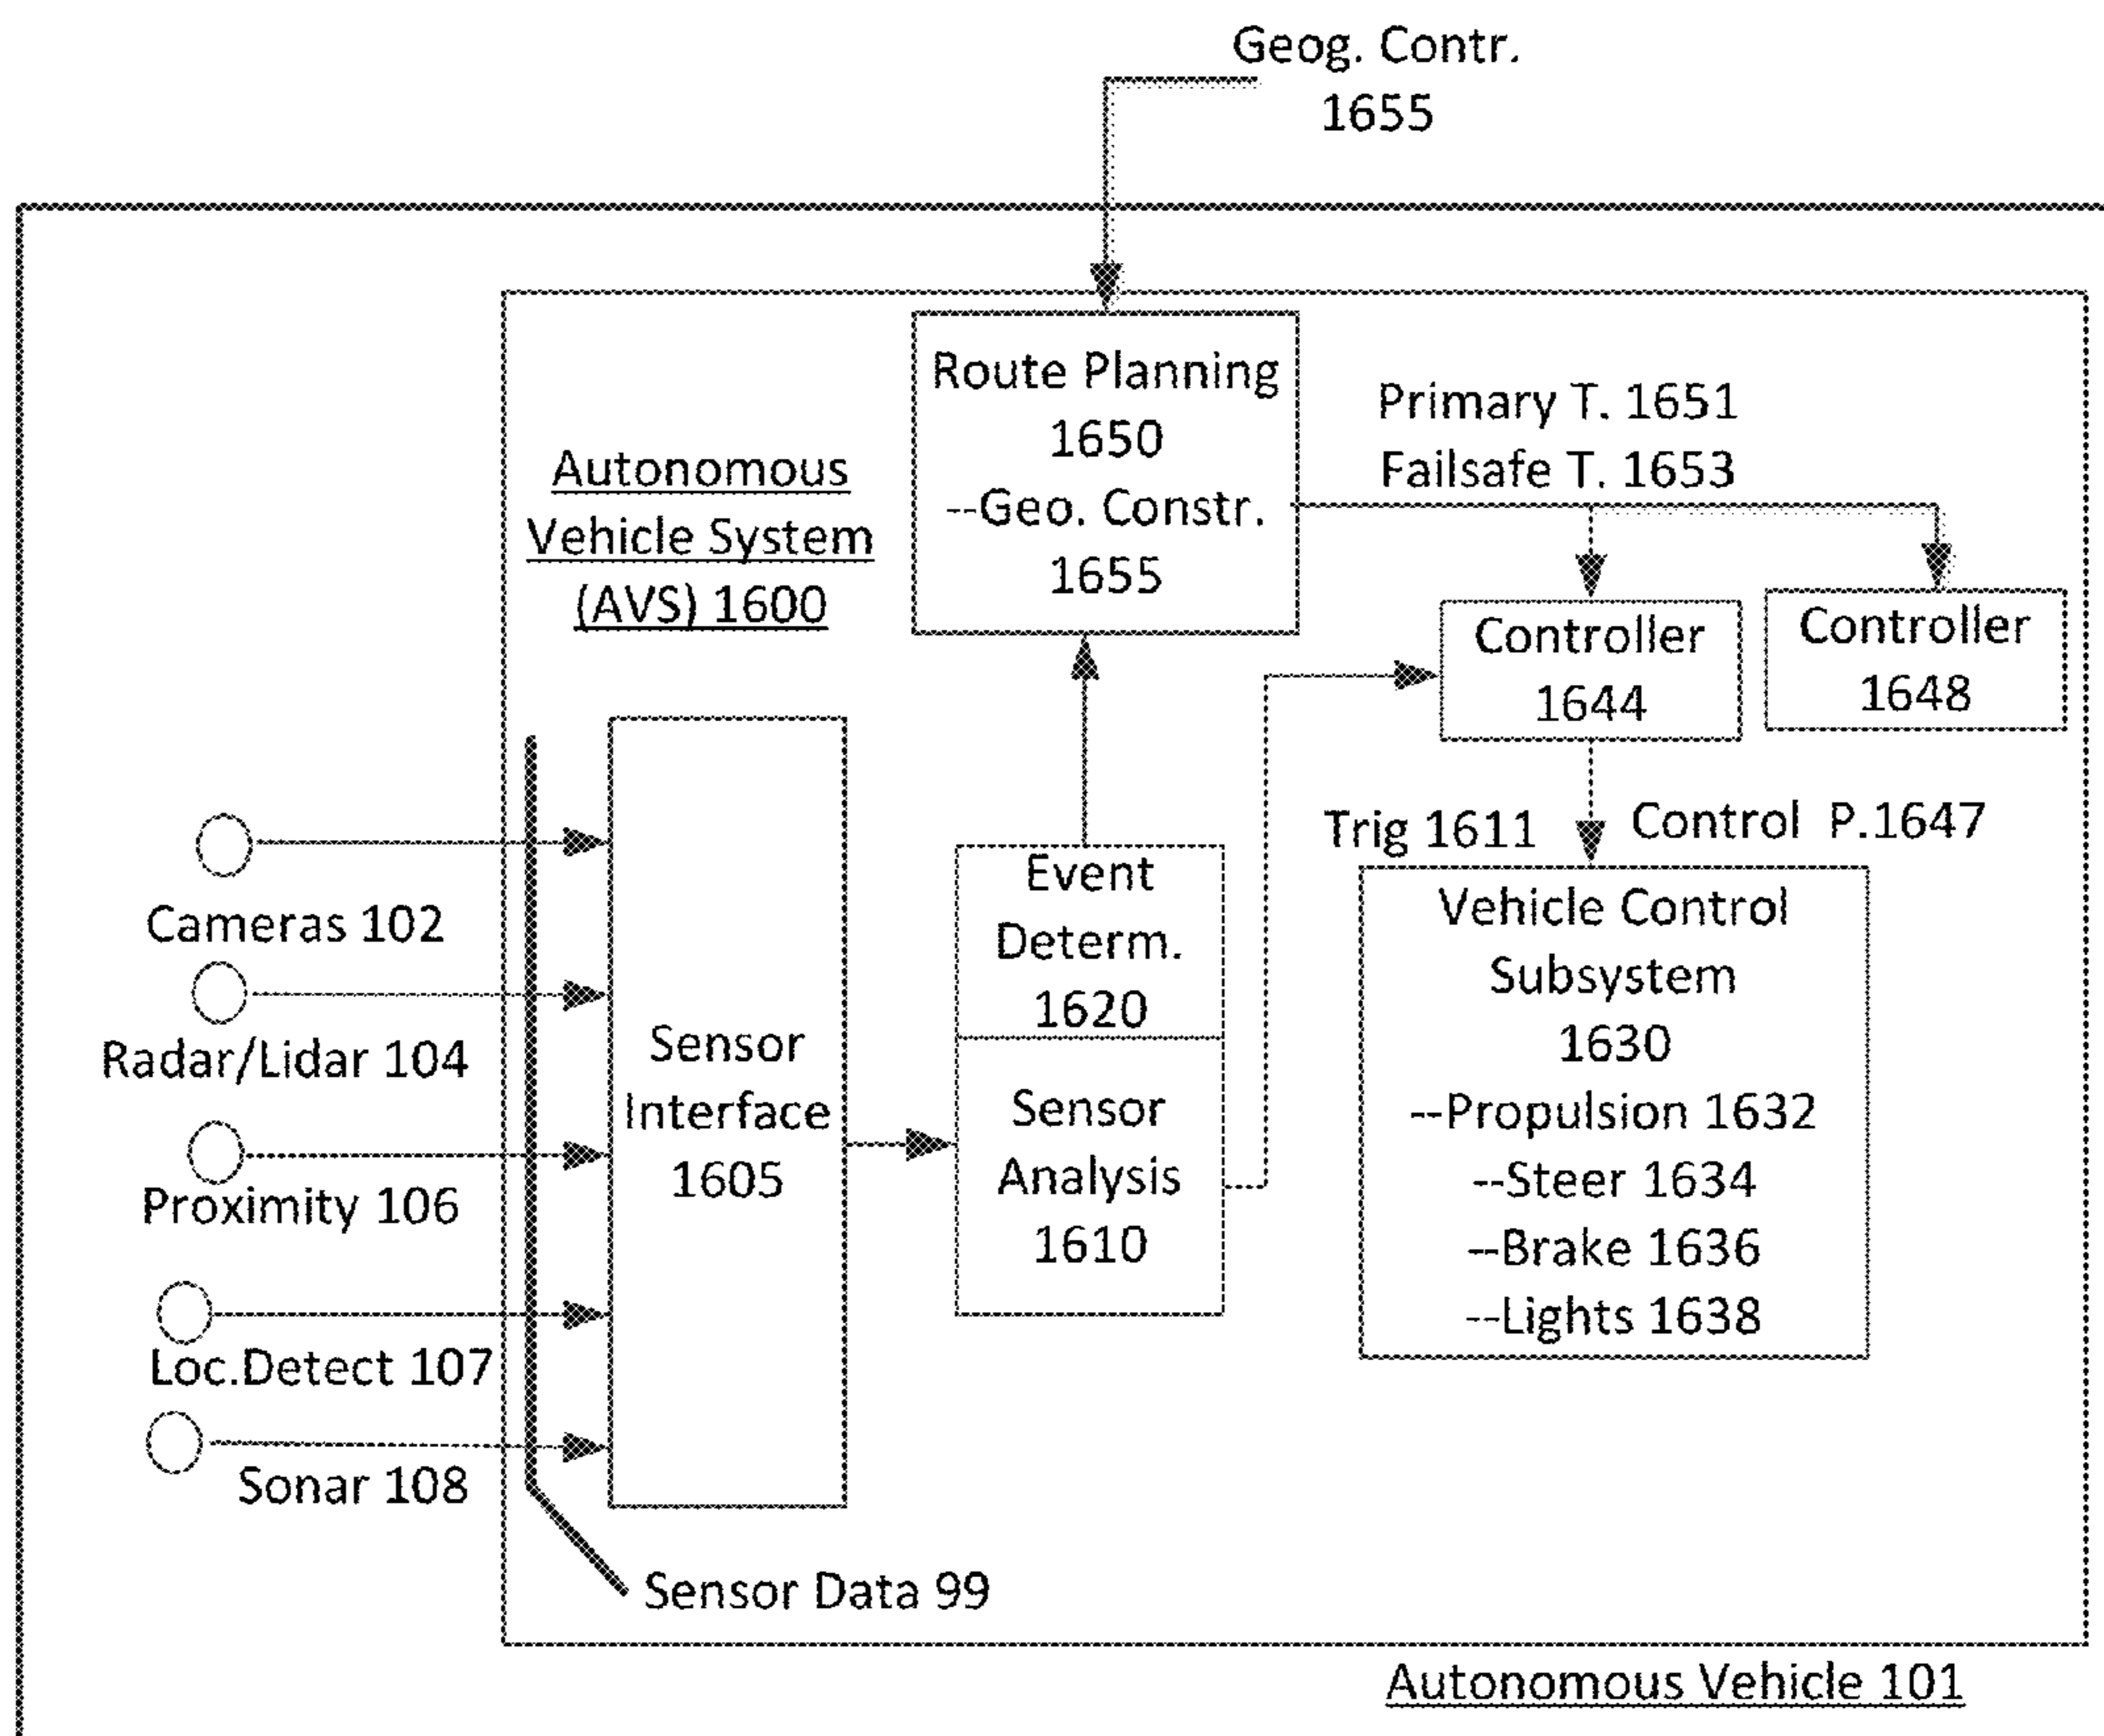 Geog. Contr.
1655
Route Planning
1650
--Geo. Constr.
1655
Primary T. 1651
Failsafe T. 1653
Autonomous
Vehicle System
(AVS) 1600
Controller
1644
Controller
1648
Trig 1611
Control P.1647
Cameras 102
Radar/Lidar 104
Proximity 106
Loc.Detect 107
Sonar 108
Sensor
Interface
1605
Event
Determ.
1620
Sensor
Analysis
1610
Vehicle Control
Subsystem
1630
--Propulsion 1632
--Steer 1634
--Brake 1636
--Lights 1638
Sensor Data 99
Autonomous Vehicle 101